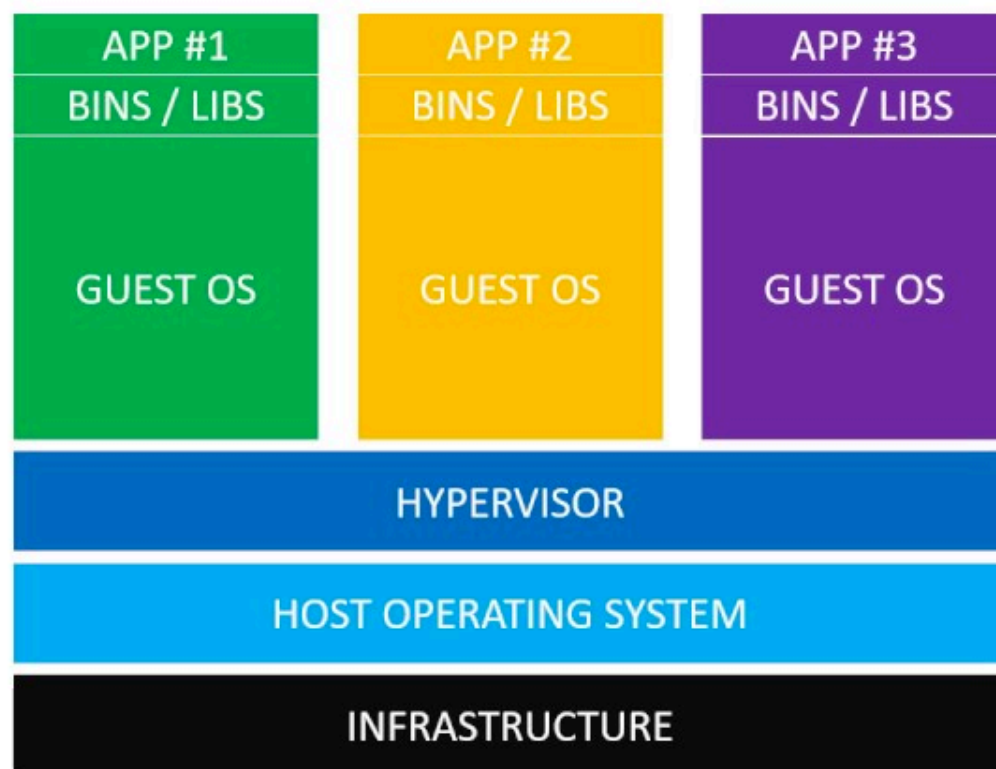 APP #1
APP #2
APP #3
BINS / LIBS
BINS / LIBS
BINS / LIBS
GUEST OS
GUEST OS
GUEST OS
HYPERVISOR
HOST OPERATING SYSTEM
INFRASTRUCTURE